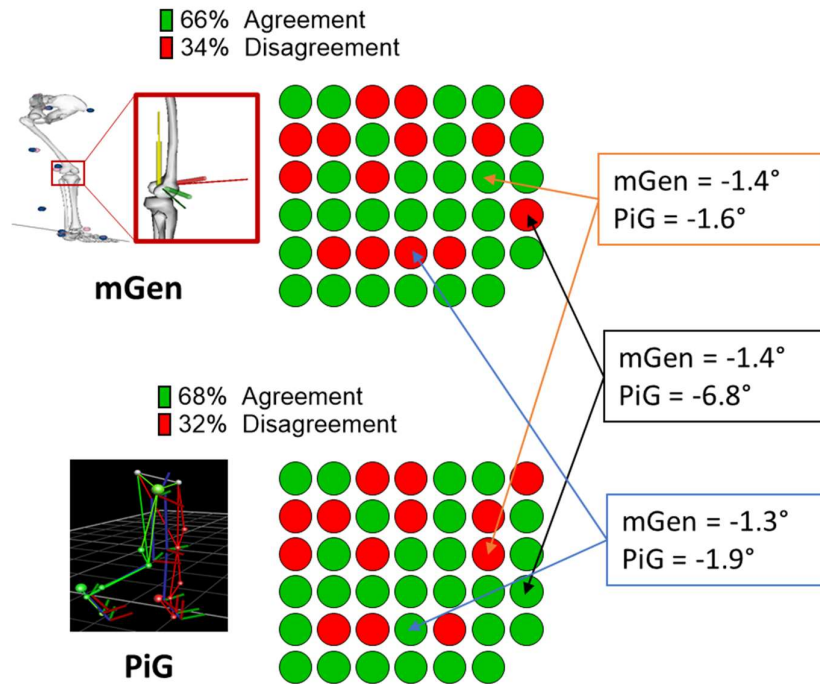 66% Agreement
34% Disagreement
mGen
mGen = -1.4°
PiG = -1.6°
mGen = -1.4°
PiG = -6.8°
68% Agreement
32% Disagreement
mGen = -1.3°
PiG = -1.9°
PiG